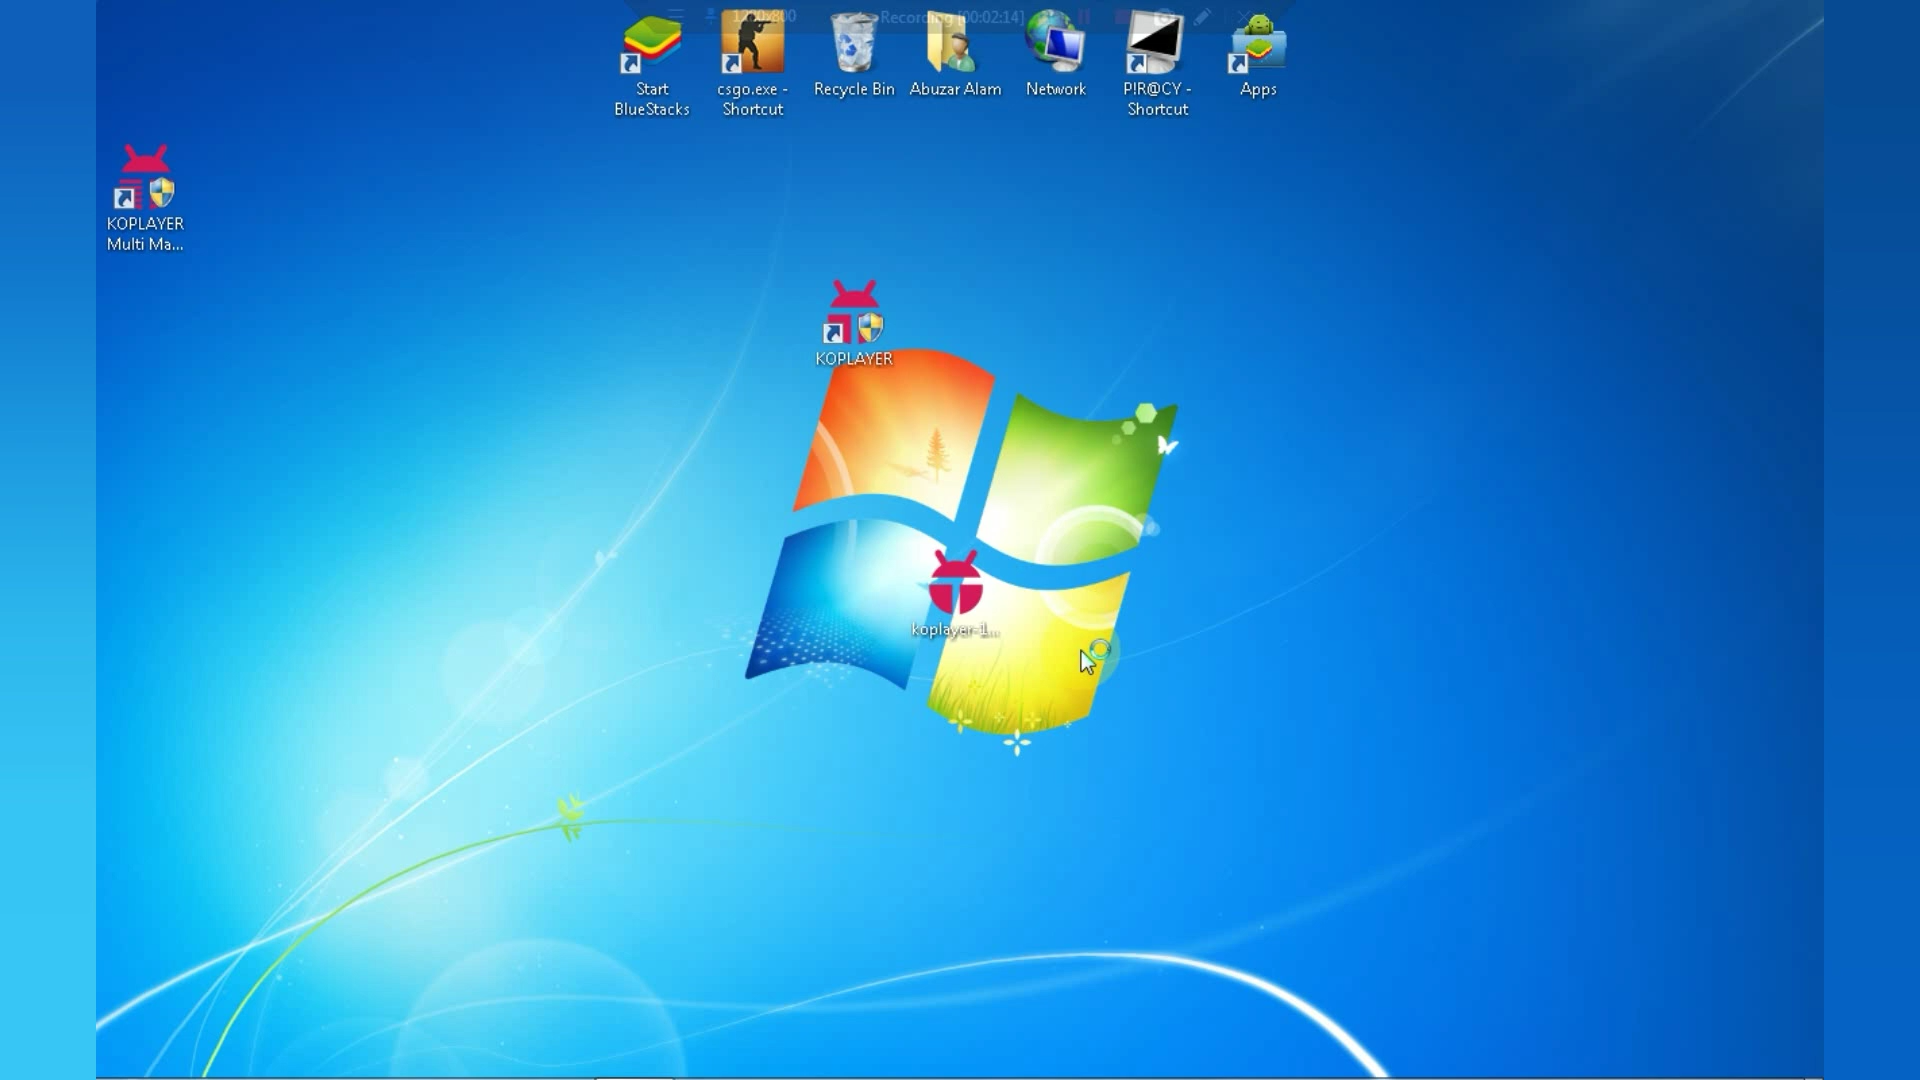 1280x800
Recording [00:02:14]
Start
BlueStacks
csgo.exe -
Shortcut
Recycle Bin
Abuzar Alam
Network
P!R@CY -
Shortcut
Apps
KOPLAYER
Multi Ma...
KOPLAYER
koplayer-1...